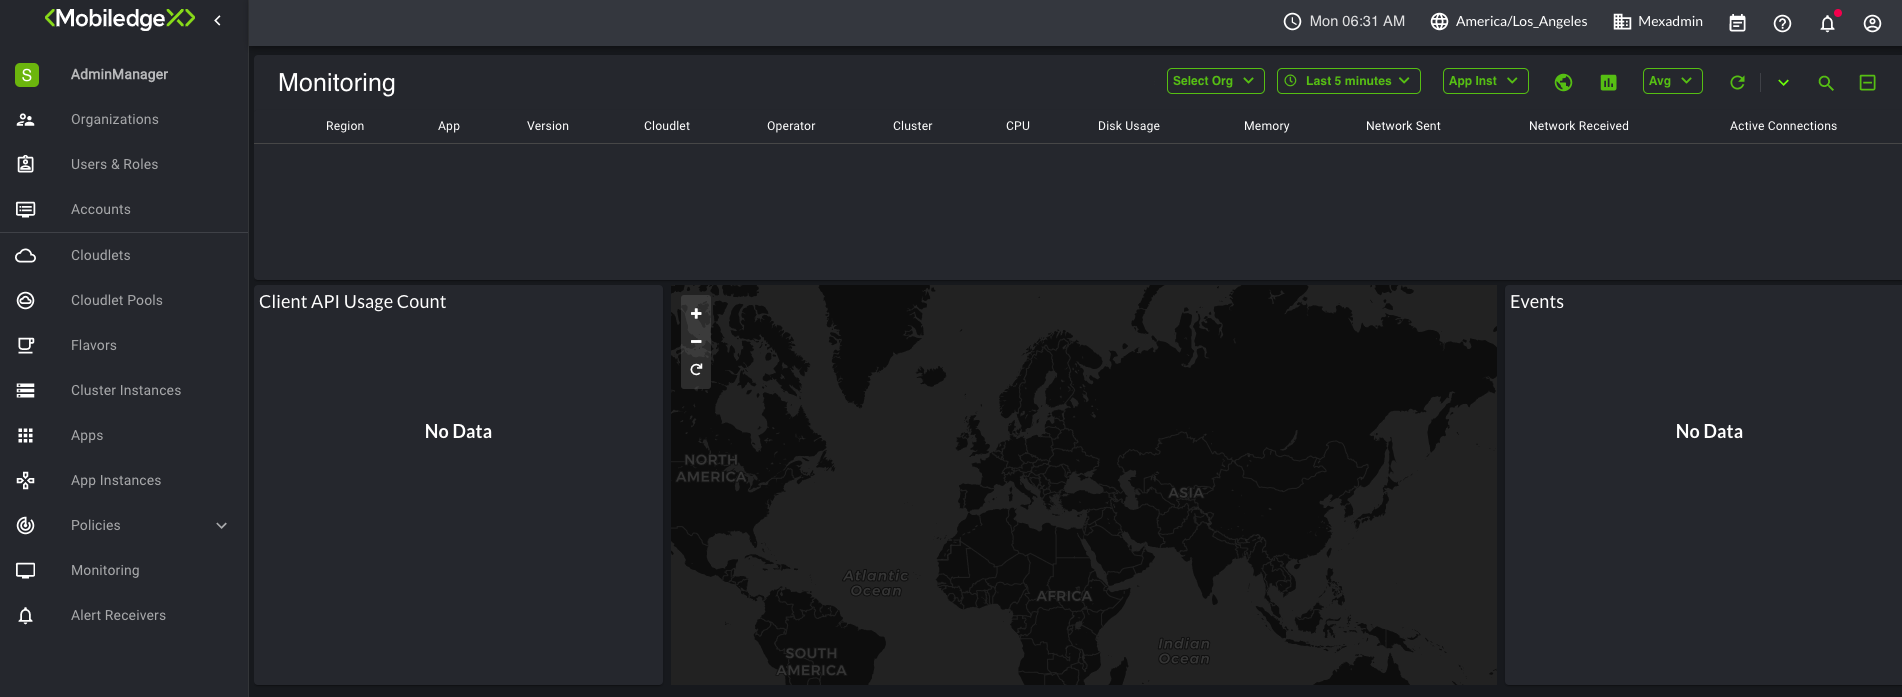 <MobiledgeX>
Mon 06:31 AM
America/Los_Angeles
Mexadmin
S
AdminManager
Organizations
Users & Roles
Accounts
Cloudlets
Cloudlet Pools
Flavors
Cluster Instances
Apps
App Instances
Policies
Monitoring
Alert Receivers
Monitoring
Select Org
Last 5 minutes
App Inst
Avg
Region App Version Cloudlet Operator Cluster CPU Disk Usage Memory Network Sent Network Received Active Connections
Client API Usage Count
No Data
+
−
NORTH
AMERICA
ASIA
Atlantic
Ocean
AFRICA
Indian
Ocean
SOUTH
AMERICA
Events
No Data